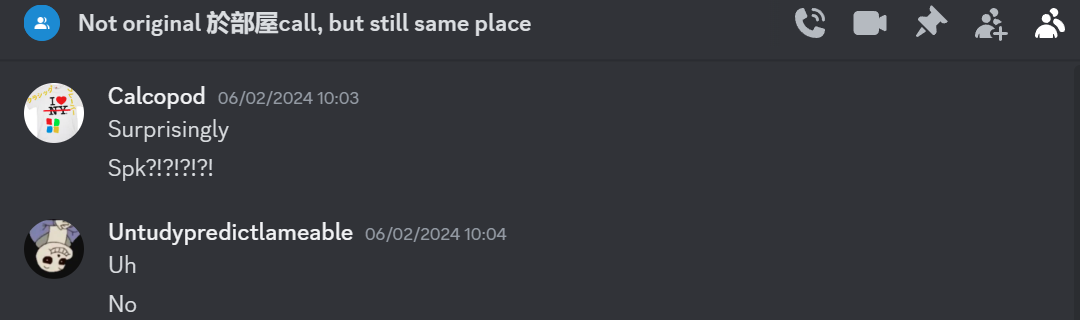 Not original 於部屋call, but still same place
Calcopod 06/02/2024 10:03
Surprisingly
Spk?!?!?!?!
I ❤ NY
Untudypredictlameable 06/02/2024 10:04
Uh
No